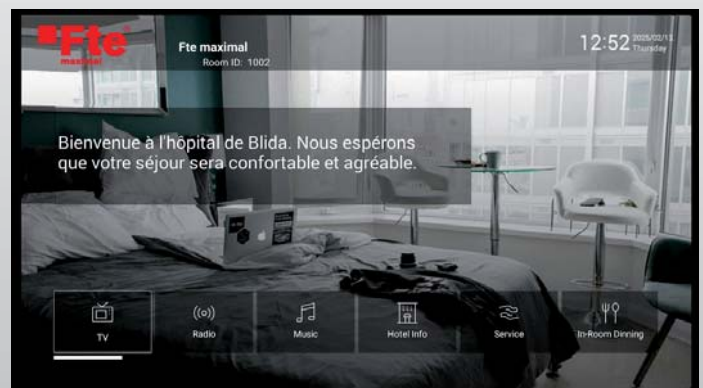 Fte
maximal
Fte maximal
Room ID: 1002
12:52
2025/02/13
Thursday
Bienvenue à l'hôpital de Blida. Nous espérons
que votre séjour sera confortable et agréable.
TV
Radio
Music
Hotel Info
Service
In-Room Dinning